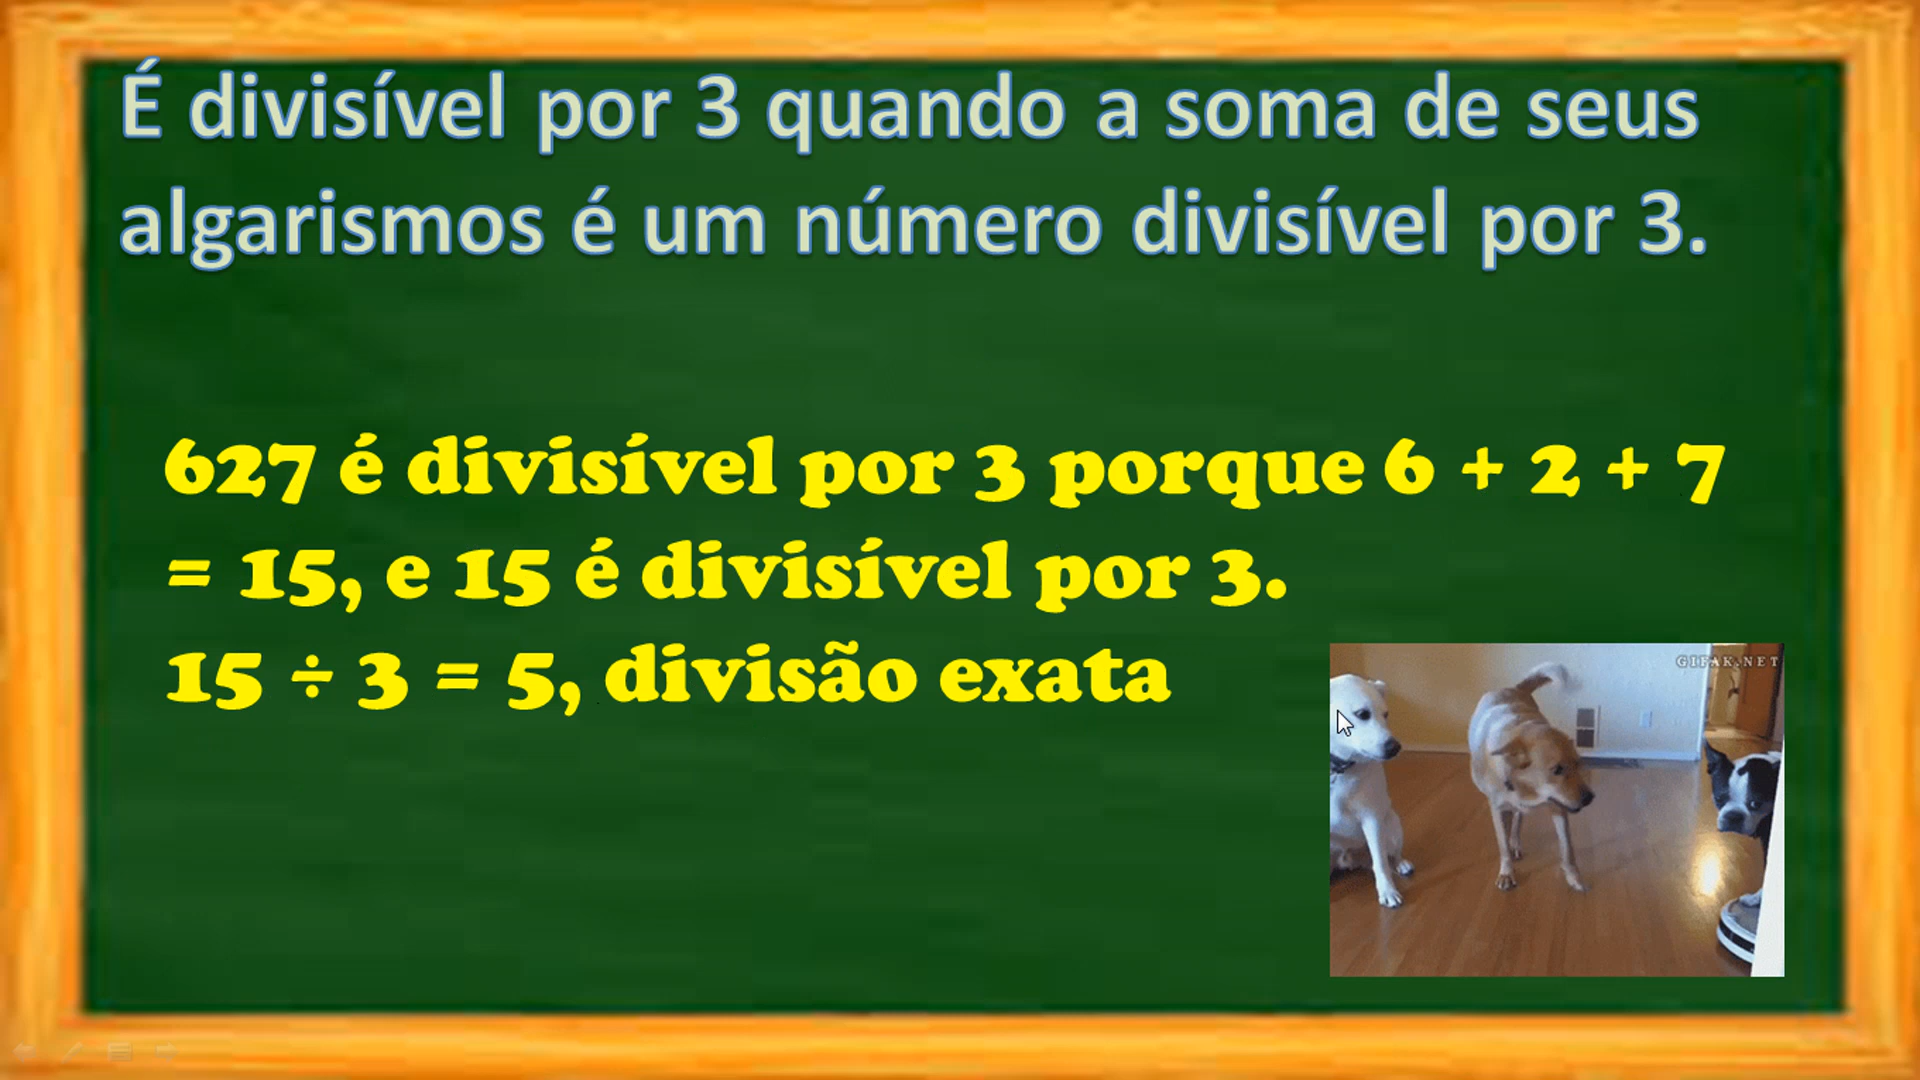 É divisível por 3 quando a soma de seus
algarismos é um número divisível por 3.
627 é divisível por 3 porque 6 + 2 + 7
= 15, e 15 é divisível por 3.
15 ÷ 3 = 5, divisão exata
GIFAK.NET